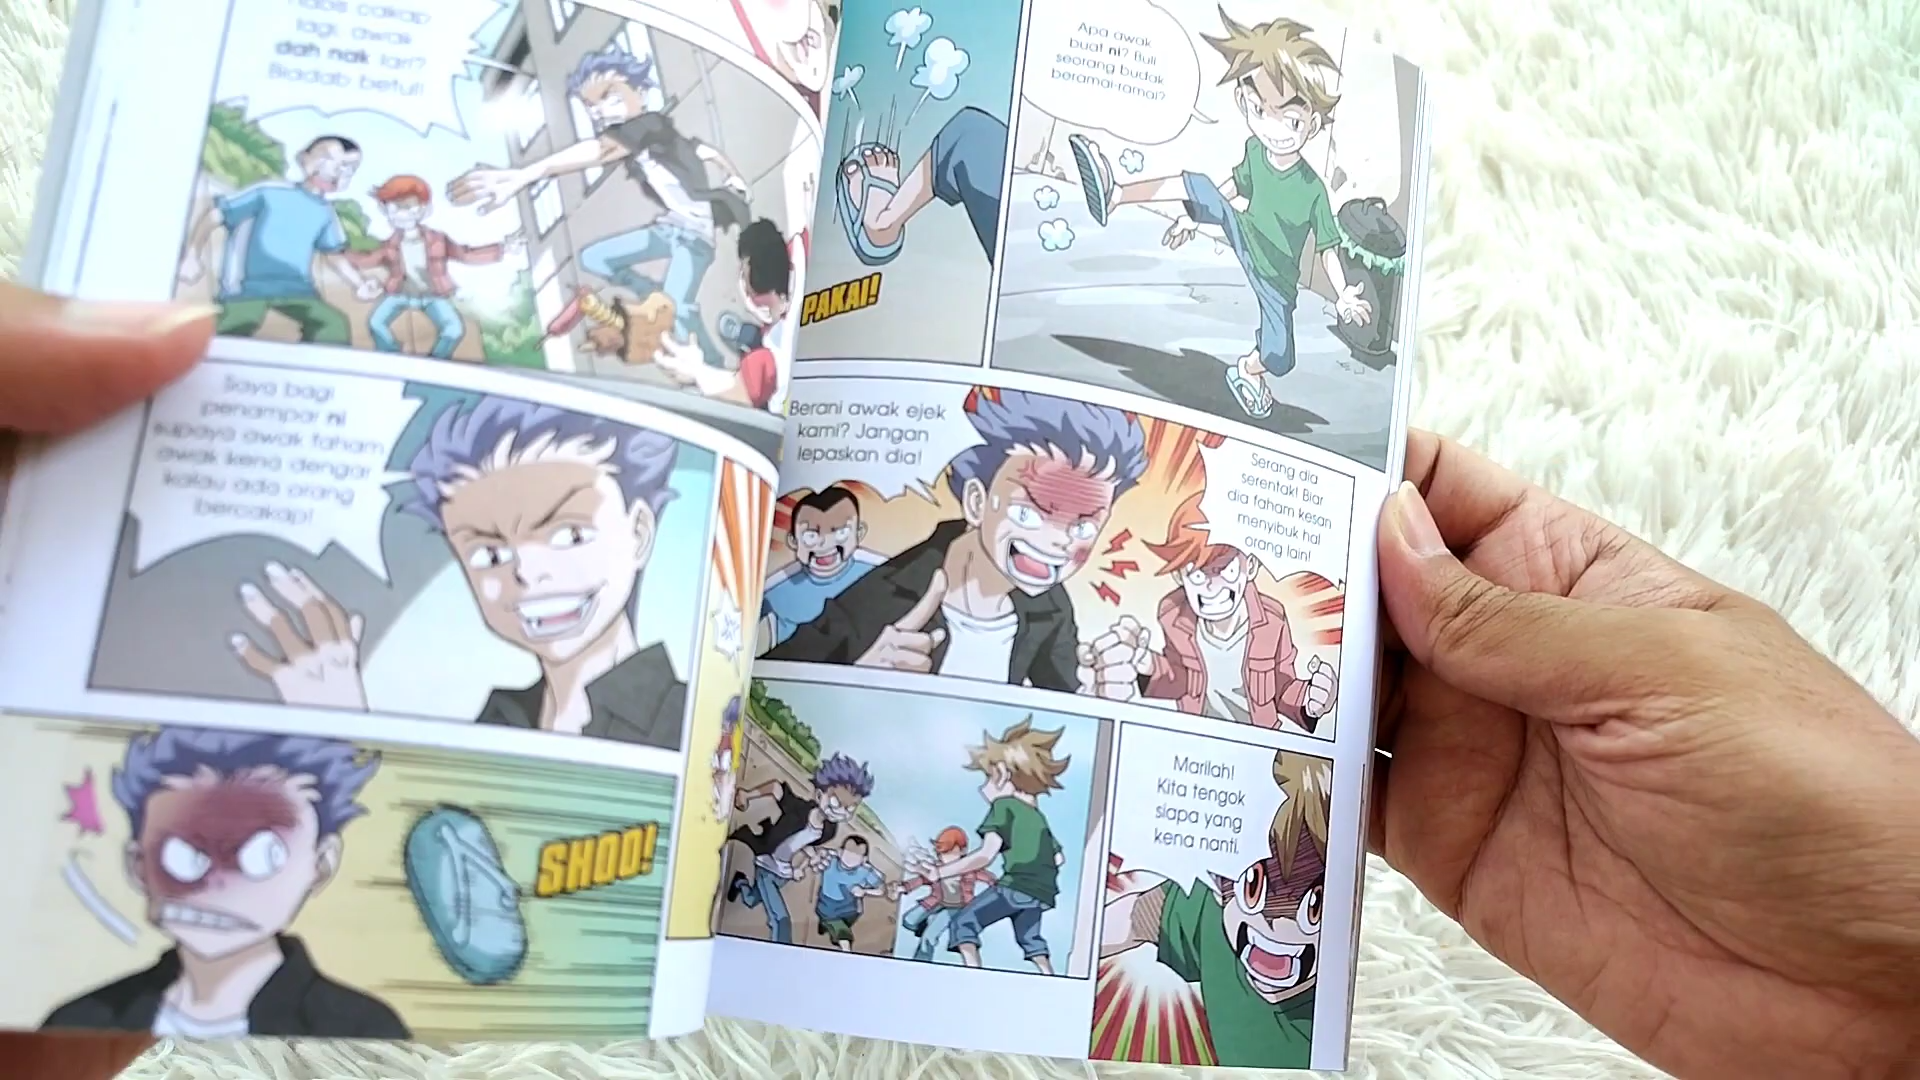 habis cakap
lagi, awak
dah nak lari?
Biadab betul!
Saya bagi
penampar ni
supaya awak faham
awak kena dengar
kalau ada orang
bercakap!
SHOO!
PAKAI!
Apa awak
buat ni? Buli
seorang budak
beramai-ramai?
Berani awak ejek
kami? Jangan
lepaskan dia!
Serang dia
serentak! Biar
dia faham kesan
menyibuk hal
orang lain!
Marilah!
Kita tengok
siapa yang
kena nanti.